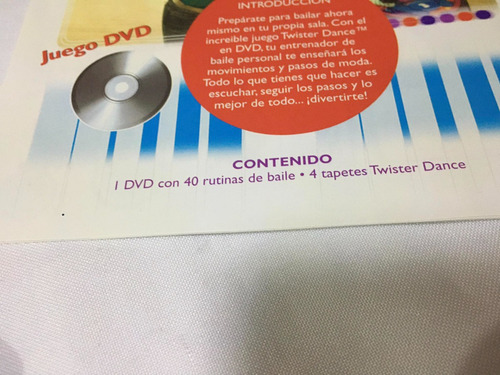 INTRODUCCIÓN
Prepárate para bailar ahora
mismo en tu propia sala. Con el
increíble juego Twister Dance™
en DVD, tu entrenador de
baile personal te enseñará los
movimientos y pasos de moda.
Todo lo que tienes que hacer es
escuchar, seguir los pasos y lo
mejor de todo... ¡divertirte!
Juego DVD
CONTENIDO
1 DVD con 40 rutinas de baile • 4 tapetes Twister Dance